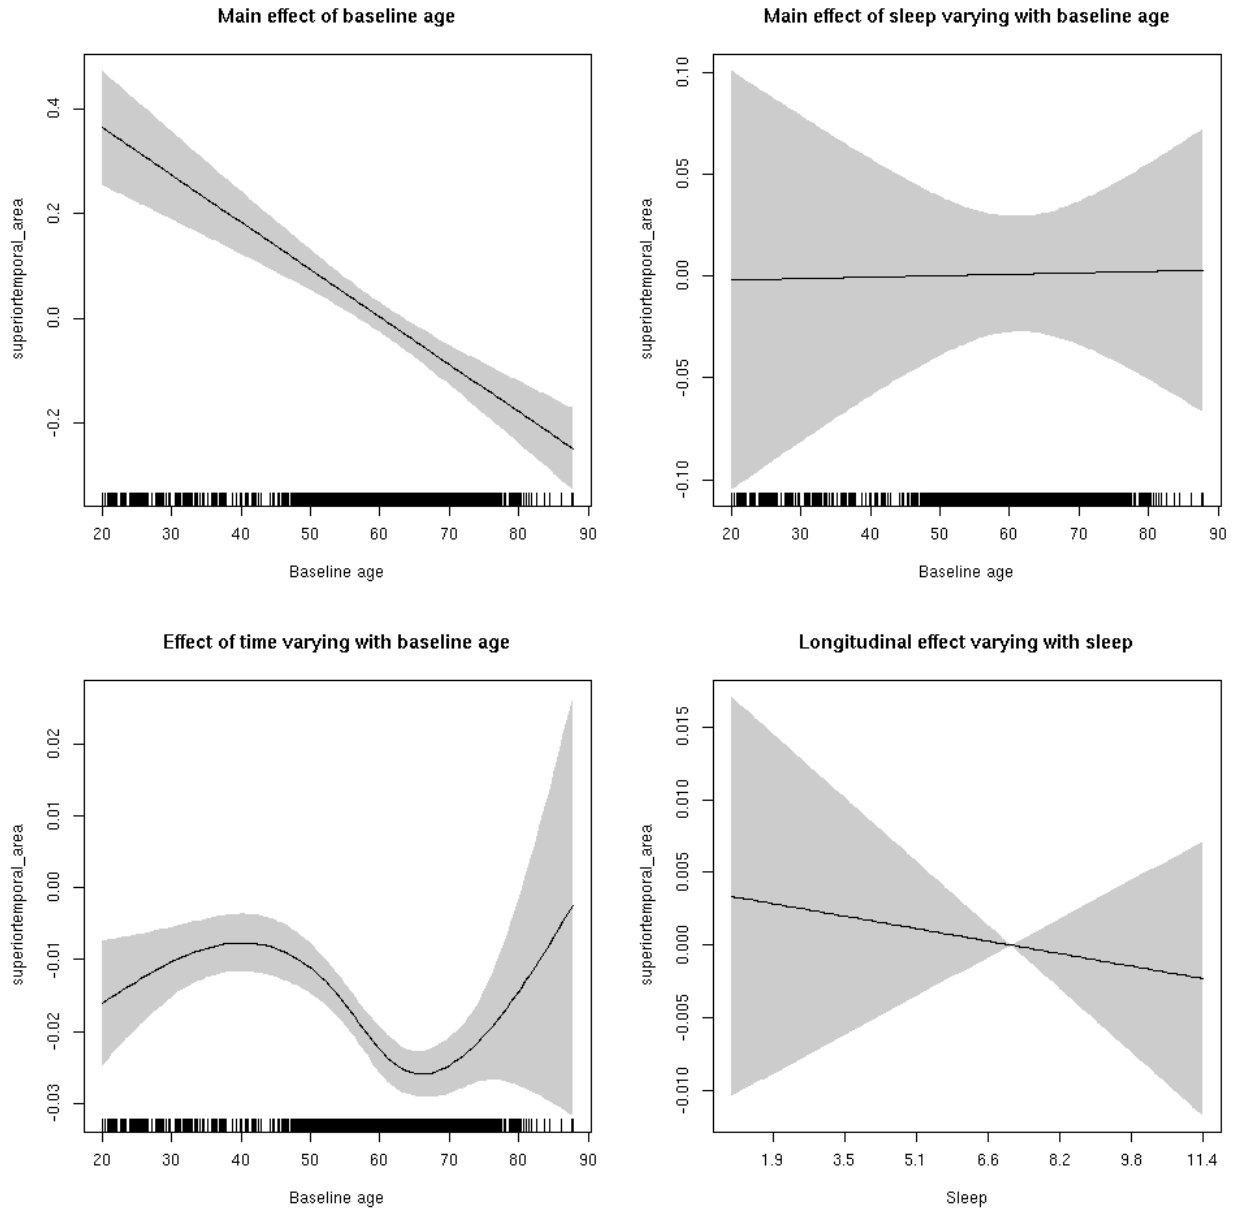 Main effect of baseline age
superiortemporal_area
0.4
0.2
0.0
-0.2
20 30 40 50 60 70 80 90
Baseline age
Main effect of sleep varying with baseline age
superiortemporal_area
0.10
0.05
0.00
-0.05
-0.10
20 30 40 50 60 70 80 90
Baseline age
Effect of time varying with baseline age
superiortemporal_area
0.02
0.01
0.00
-0.01
-0.02
-0.03
20 30 40 50 60 70 80 90
Baseline age
Longitudinal effect varying with sleep
superiortemporal_area
0.015
0.010
0.005
0.000
-0.005
-0.010
1.9 3.5 5.1 6.6 8.2 9.8 11.4
Sleep